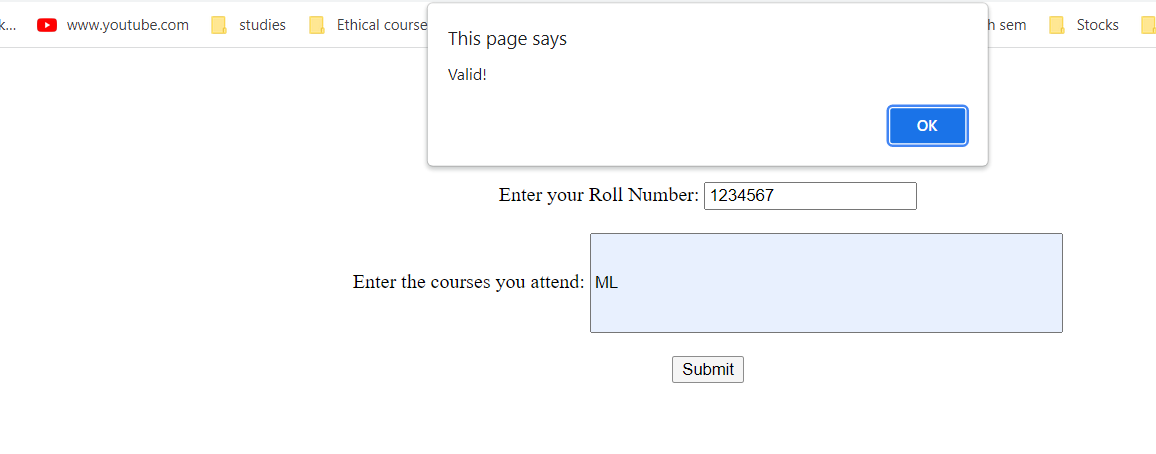 k... www.youtube.com studies Ethical course h sem Stocks
This page says
Valid!
OK
Enter your Roll Number: 1234567
Enter the courses you attend: ML
Submit